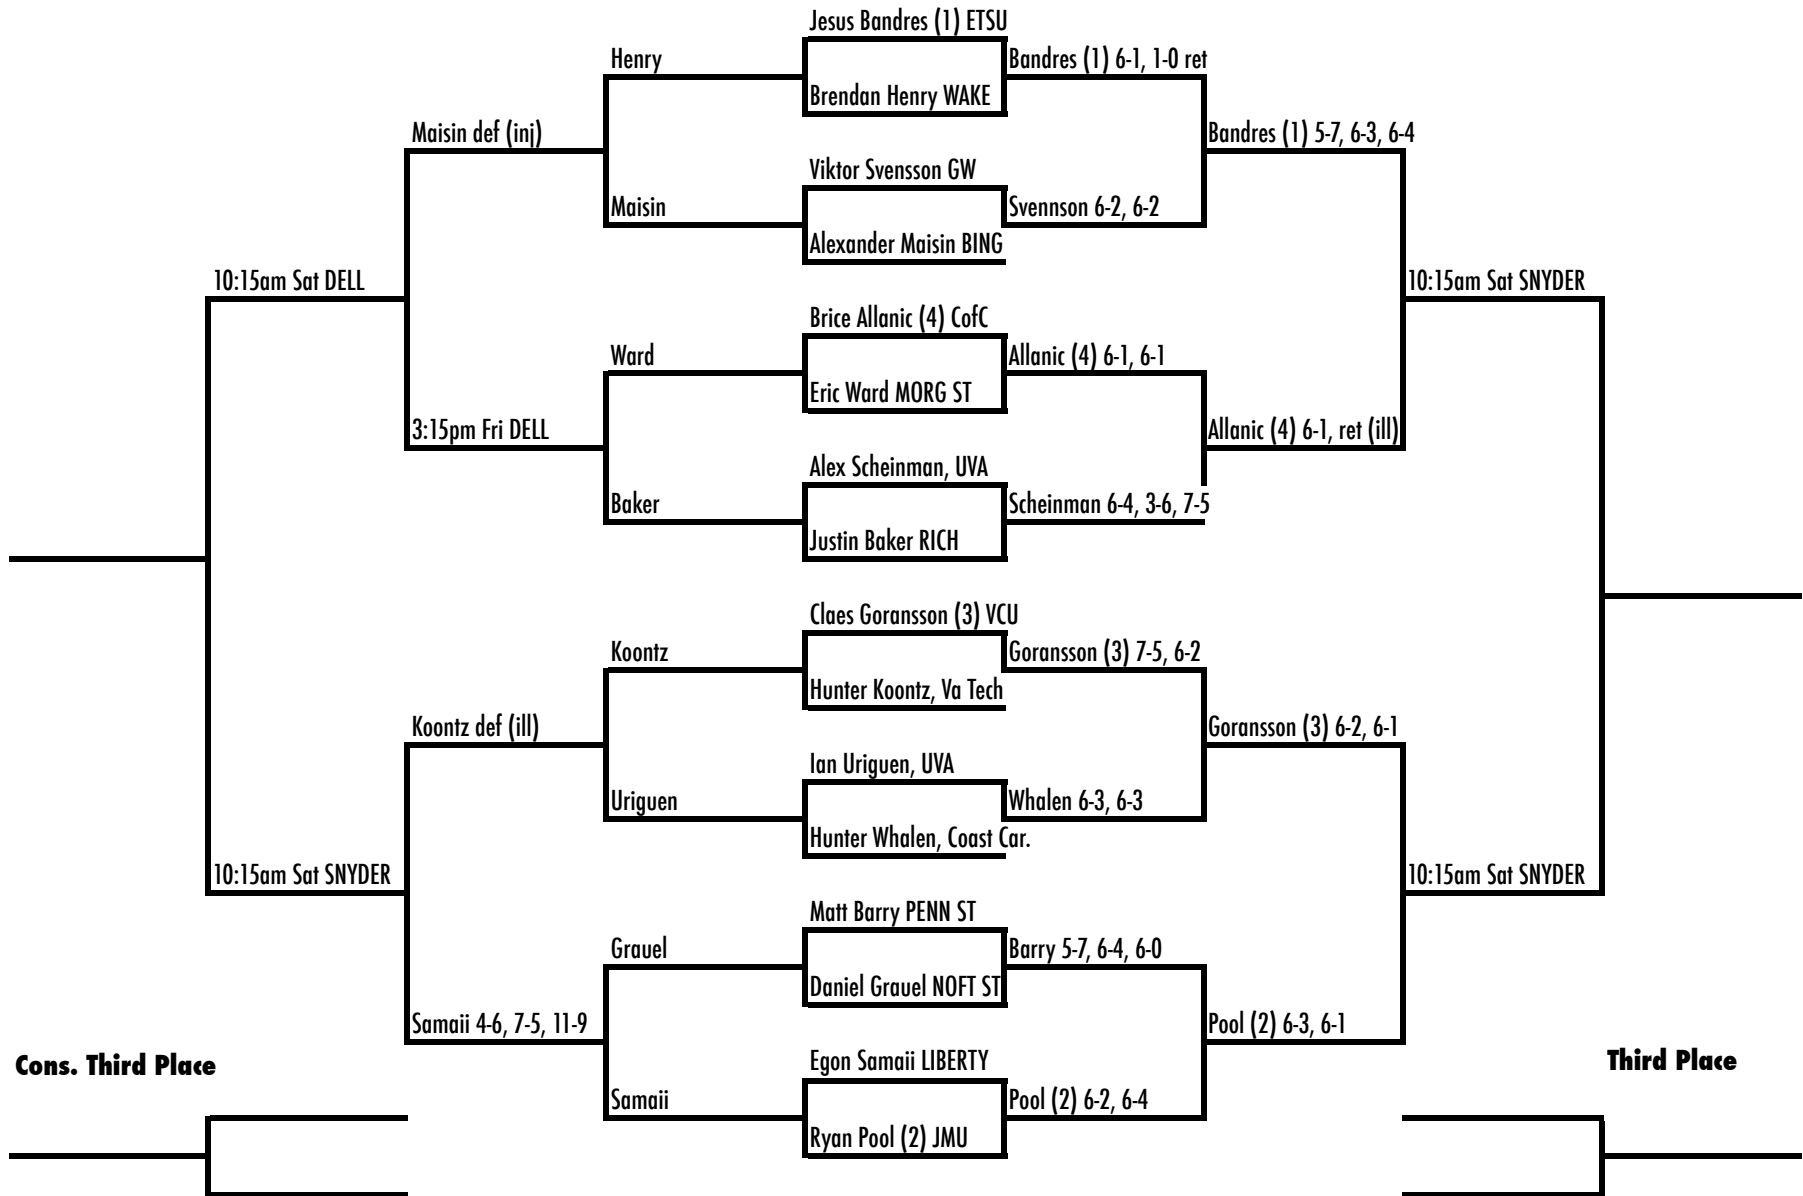 Jesus Bandres (1) ETSU
Henry
Bandres (1) 6-1, 1-0 ret
Brendan Henry WAKE
Maisin def (inj)
Bandres (1) 5-7, 6-3, 6-4
Viktor Svensson GW
Maisin
Svennson 6-2, 6-2
Alexander Maisin BING
10:15am Sat DELL
10:15am Sat SNYDER
Brice Allanic (4) CofC
Ward
Allanic (4) 6-1, 6-1
Eric Ward MORG ST
3:15pm Fri DELL
Allanic (4) 6-1, ret (ill)
Alex Scheinman, UVA
Baker
Scheinman 6-4, 3-6, 7-5
Justin Baker RICH
Claes Goransson (3) VCU
Koontz
Goransson (3) 7-5, 6-2
Hunter Koontz, Va Tech
Koontz def (ill)
Goransson (3) 6-2, 6-1
Ian Uriguen, UVA
Uriguen
Whalen 6-3, 6-3
Hunter Whalen, Coast Car.
10:15am Sat SNYDER
10:15am Sat SNYDER
Matt Barry PENN ST
Grauel
Barry 5-7, 6-4, 6-0
Daniel Grauel NOFT ST
Samaii 4-6, 7-5, 11-9
Pool (2) 6-3, 6-1
Cons. Third Place
Egon Samaii LIBERTY
Third Place
Samaii
Pool (2) 6-2, 6-4
Ryan Pool (2) JMU